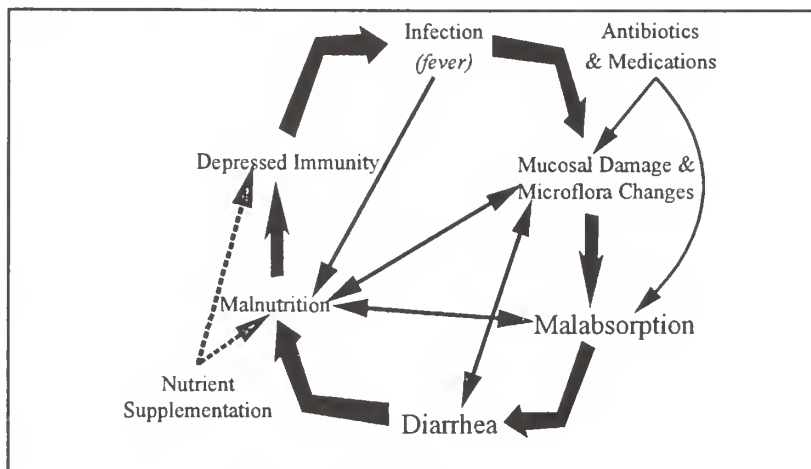 Infection
(fever)
Antibiotics
& Medications
Depressed Immunity
Mucosal Damage &
Microflora Changes
Malnutrition
Malabsorption
Nutrient
Supplementation
Diarrhea